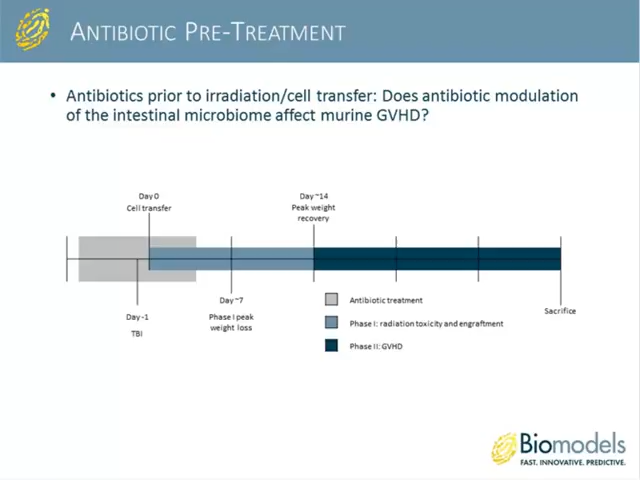 ANTIBIOTIC PRE-TREATMENT
• Antibiotics prior to irradiation/cell transfer: Does antibiotic modulation
of the intestinal microbiome affect murine GVHD?
Day 0
Cell transfer
Day ~14
Peak weight
recovery
Day -1
TBI
Day ~7
Phase I peak
weight loss
Sacrifice
Antibiotic treatment
Phase I: radiation toxicity and engraftment
Phase II: GVHD
Biomodels
FAST. INNOVATIVE. PREDICTIVE.